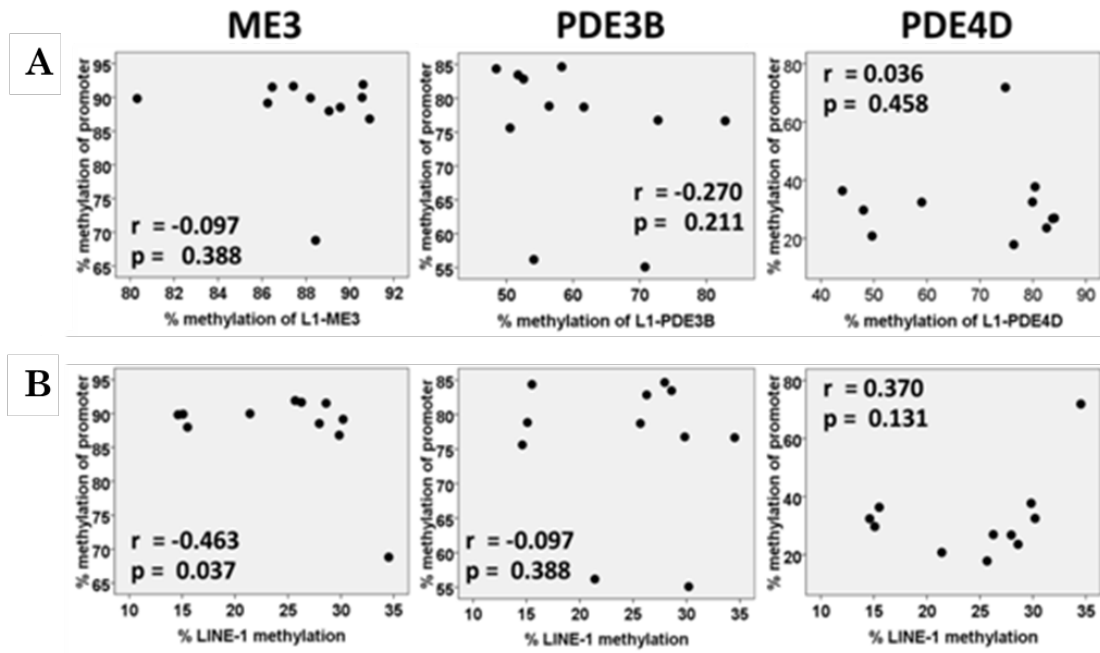 ME3 PDE3B PDE4D
A
% methylation of promoter
95
90
85
80
75
70
65
r = -0.097
p = 0.388
80 82 84 86 88 90 92
% methylation of L1-ME3
% methylation of promoter
85
80
75
70
65
60
55
r = -0.270
p = 0.211
50 60 70 80
% methylation of L1-PDE3B
% methylation of promoter
80
60
40
20
r = 0.036
p = 0.458
40 50 60 70 80 90
% methylation of L1-PDE4D
B
% methylation of promoter
95
90
85
80
75
70
65
r = -0.463
p = 0.037
10 15 20 25 30 35
% LINE-1 methylation
% methylation of promoter
85
80
75
70
65
60
55
r = -0.097
p = 0.388
10 15 20 25 30 35
% LINE-1 methylation
% methylation of promoter
80
60
40
20
r = 0.370
p = 0.131
10 15 20 25 30 35
% LINE-1 methylation